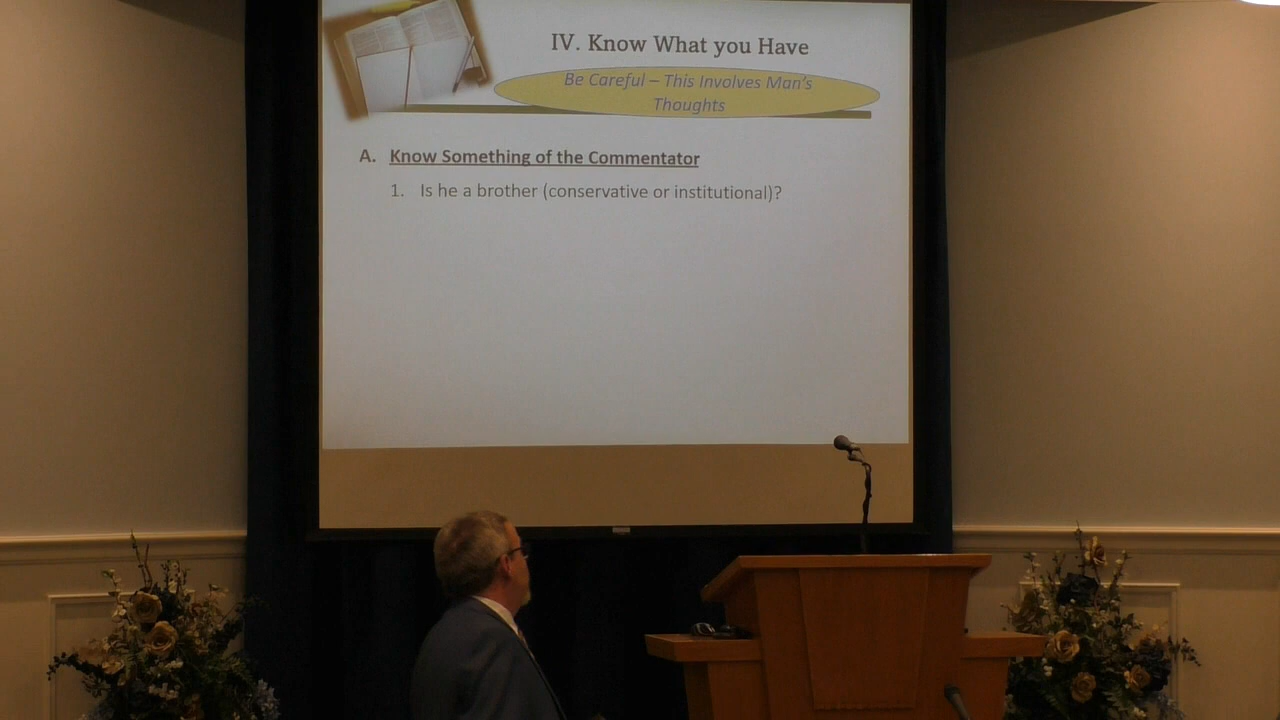 IV. Know What you Have
Be Careful – This Involves Man's
Thoughts
A. Know Something of the Commentator
1. Is he a brother (conservative or institutional)?